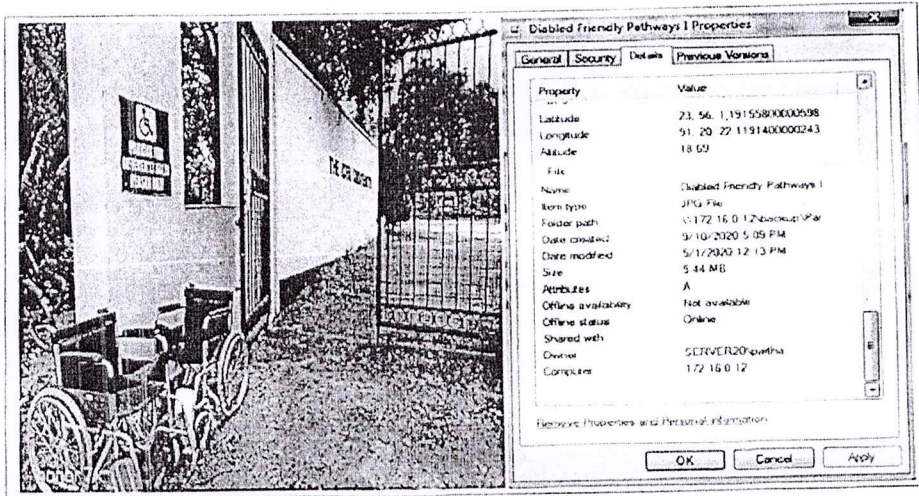 THE ICFAI UNIVERSITY
Diabled Friendly Pathways I Properties
General Security Details Previous Versions
Property Value
Latitude 23; 56; 1.19155800000598
Longitude 91; 20; 22.1191400000243
Altitude 18.69
File
Name Diabled Friendly Pathways I
Item type JPG File
Folder path \\172.16.0.12\backup\Par
Date created 9/10/2020 5:09 PM
Date modified 5/1/2020 12:13 PM
Size 5.44 MB
Attributes A
Offline availability Not available
Offline status Online
Shared with
Owner SERVER20\partha
Computer 172.16.0.12
Remove Properties and Personal Information
OK Cancel Apply